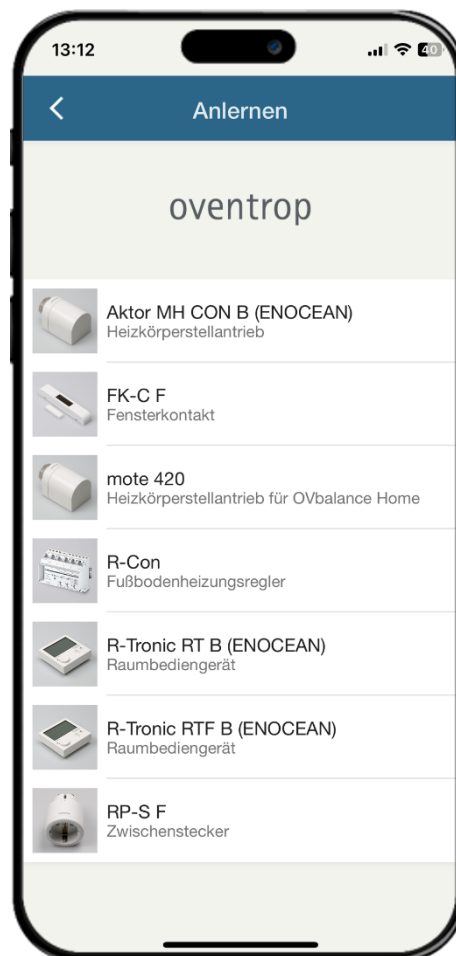 13:12
40
Anlernen
oventrop
Aktor MH CON B (ENOCEAN)
Heizkörperstellantrieb
FK-C F
Fensterkontakt
mote 420
Heizkörperstellantrieb für OVbalance Home
R-Con
Fußbodenheizungsregler
R-Tronic RT B (ENOCEAN)
Raumbediengerät
R-Tronic RTF B (ENOCEAN)
Raumbediengerät
RP-S F
Zwischenstecker